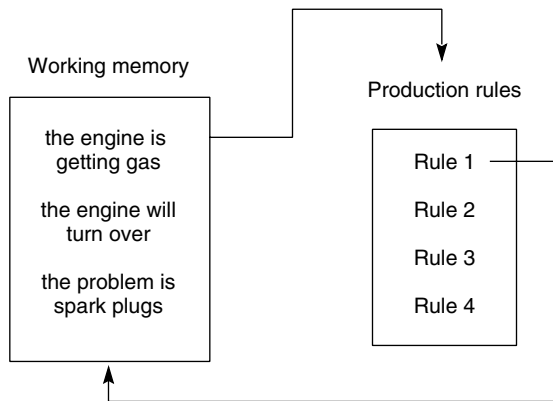 Working memory
the engine is
getting gas
the engine will
turn over
the problem is
spark plugs
Production rules
Rule 1
Rule 2
Rule 3
Rule 4